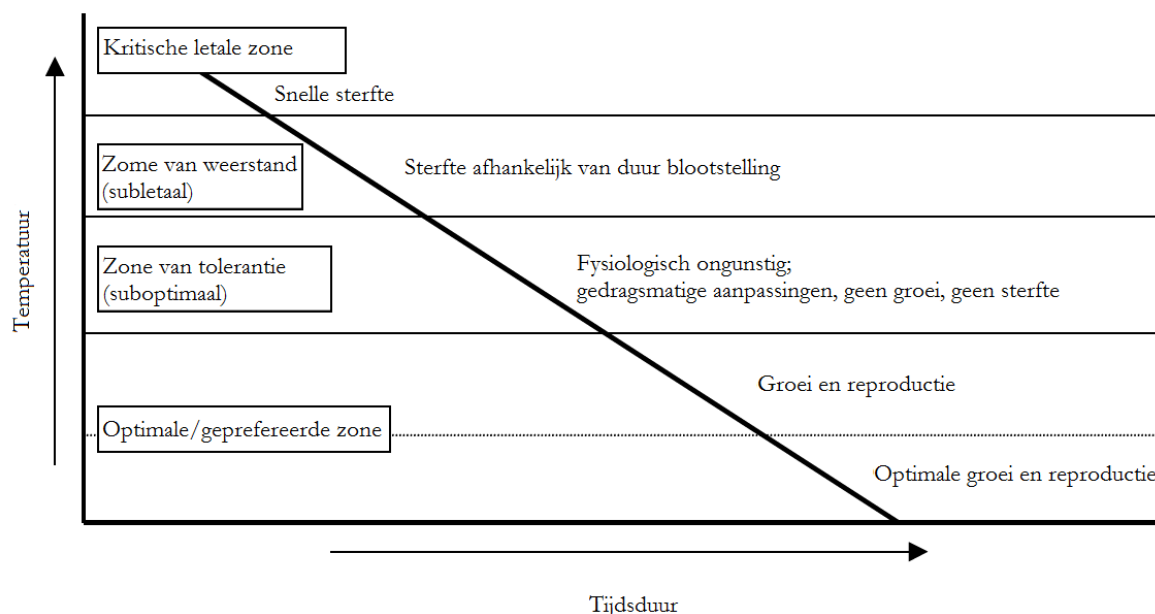 Kritische letale zone
Snelle sterfte
Zome van weerstand
(subletaal)
Sterfte afhankelijk van duur blootstelling
Zone van tolerantie
(suboptimaal)
Fysiologisch ongunstig;
gedragsmatige aanpassingen, geen groei, geen sterfte
Groei en reproductie
Optimale/geprefereerde zone
Optimale groei en reproductie
Temperatuur
Tijdsduur